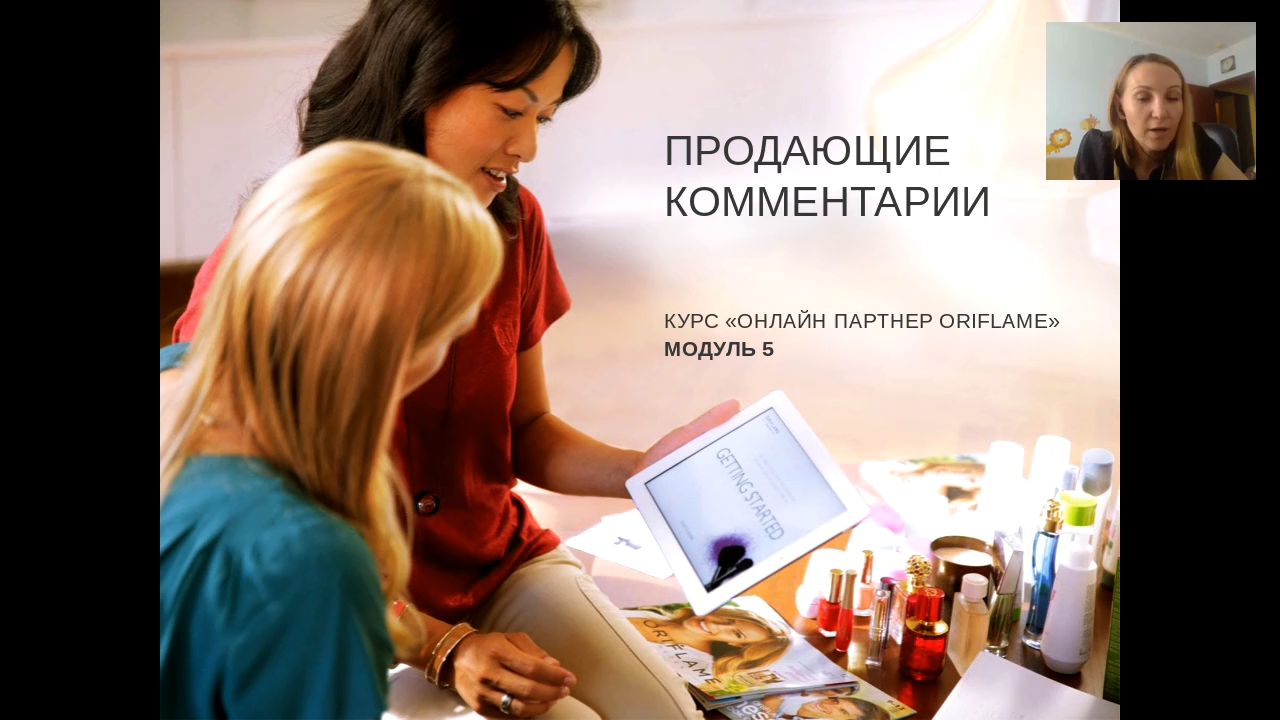 ПРОДАЮЩИЕ
КОММЕНТАРИИ
КУРС «ОНЛАЙН ПАРТНЕР ORIFLAME»
МОДУЛЬ 5
GETTING STARTED
ORIFLAME